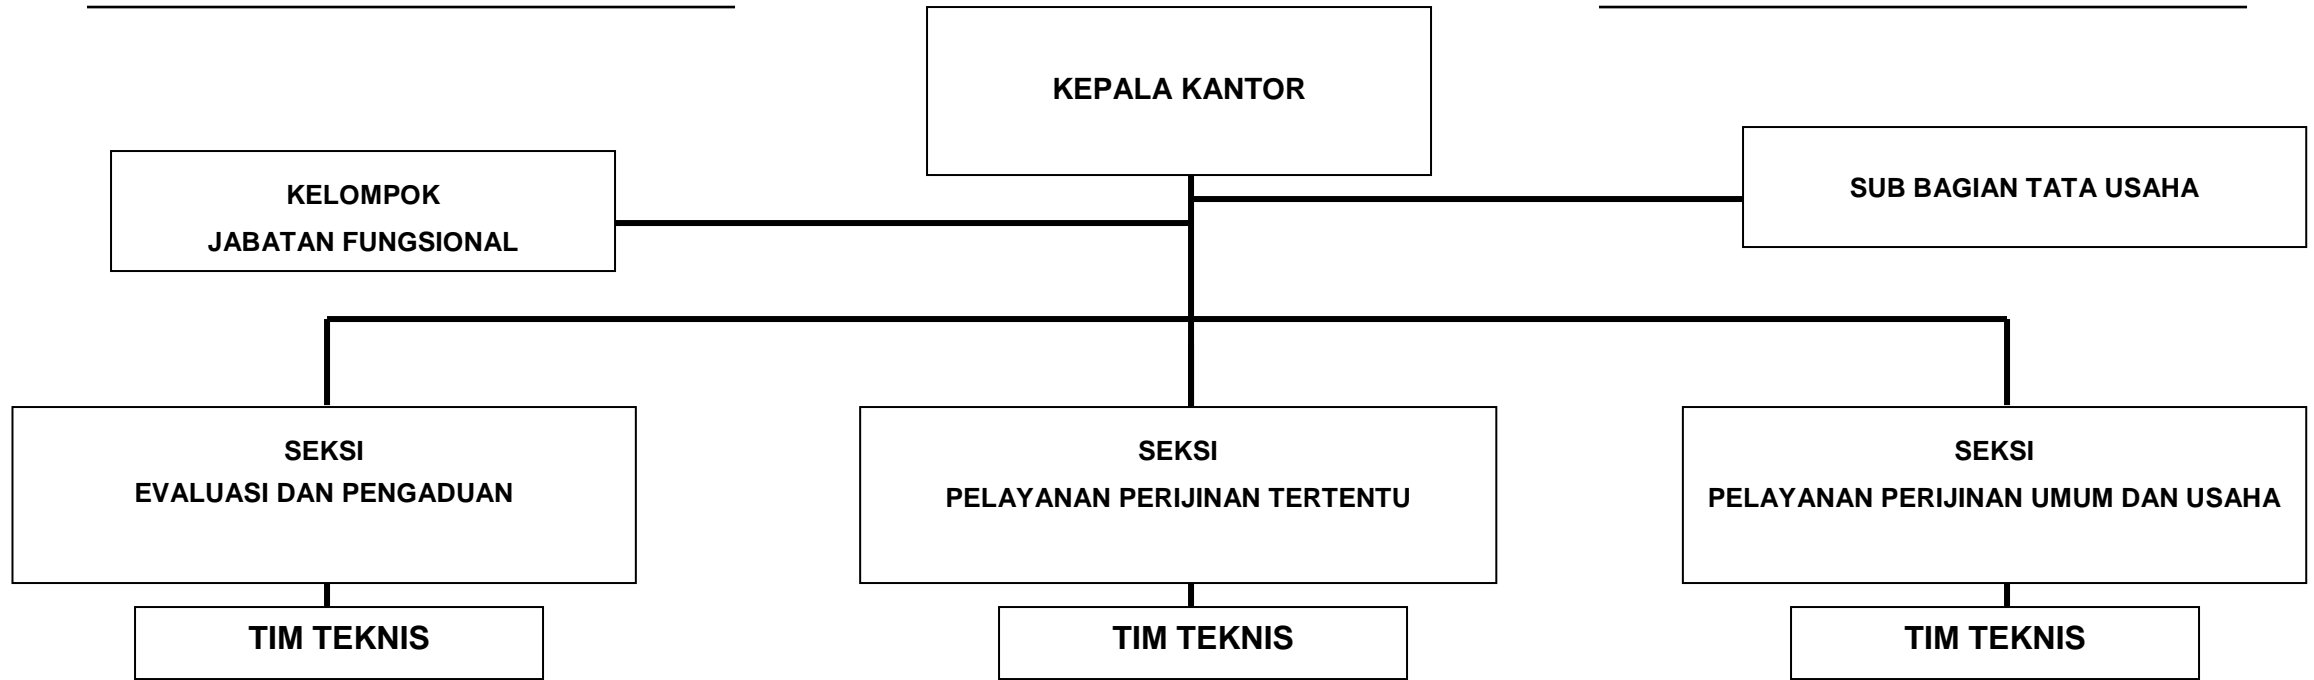 KEPALA KANTOR
SUB BAGIAN TATA USAHA
KELOMPOK
JABATAN FUNGSIONAL
SEKSI
EVALUASI DAN PENGADUAN
SEKSI
PELAYANAN PERIJINAN TERTENTU
SEKSI
PELAYANAN PERIJINAN UMUM DAN USAHA
TIM TEKNIS
TIM TEKNIS
TIM TEKNIS